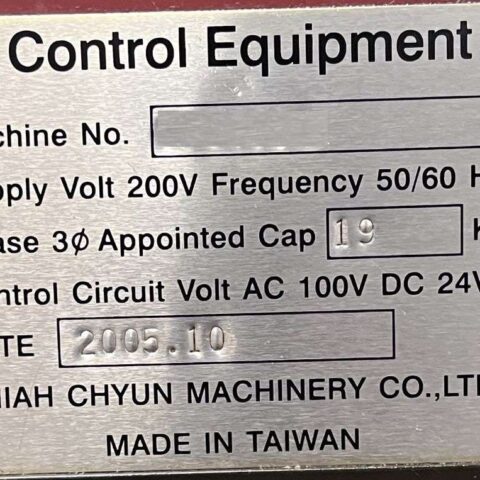 Control Equipment
chine No.
pply Volt 200V Frequency 50/60 H
ase 3φ Appointed Cap 19 K
ntrol Circuit Volt AC 100V DC 24V
TE 2005.10
HIAH CHYUN MACHINERY CO.,LT
MADE IN TAIWAN